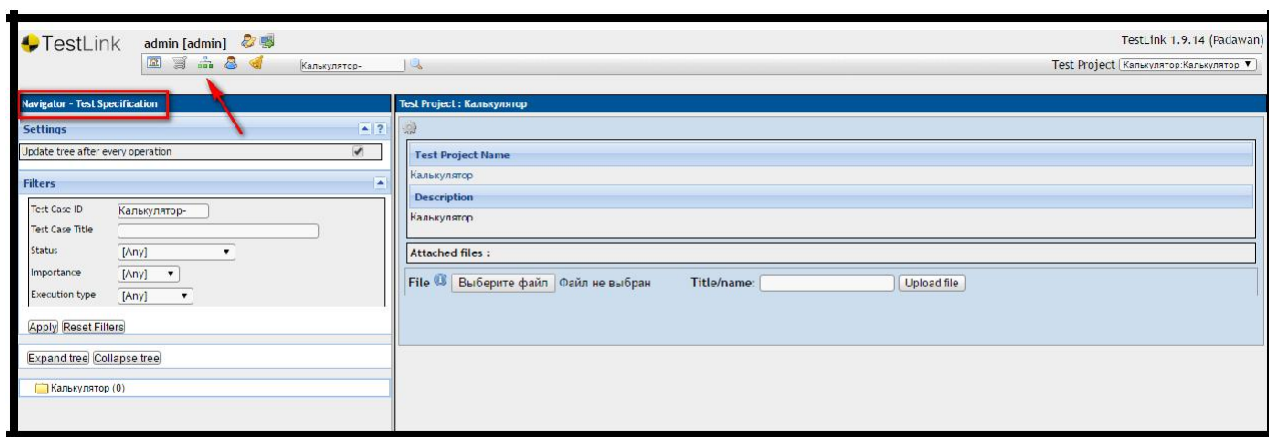 TestLink admin [admin] TestLink 1.9.14 (Padawan)
Калькулятор- Test Project Калькулятор:Калькулятор
Navigator - Test Specification
Settings ?
Update tree after every operation
Filters
Test Case ID Калькулятор-
Test Case Title
Status [Any]
Importance [Any]
Execution type [Any]
Apply Reset Filters
Expand tree Collapse tree
Калькулятор (0)
Test Project : Калькулятор
Test Project Name
Калькулятор
Description
Калькулятор
Attached files :
File Выберите файл Файл не выбран Title/name: Upload file